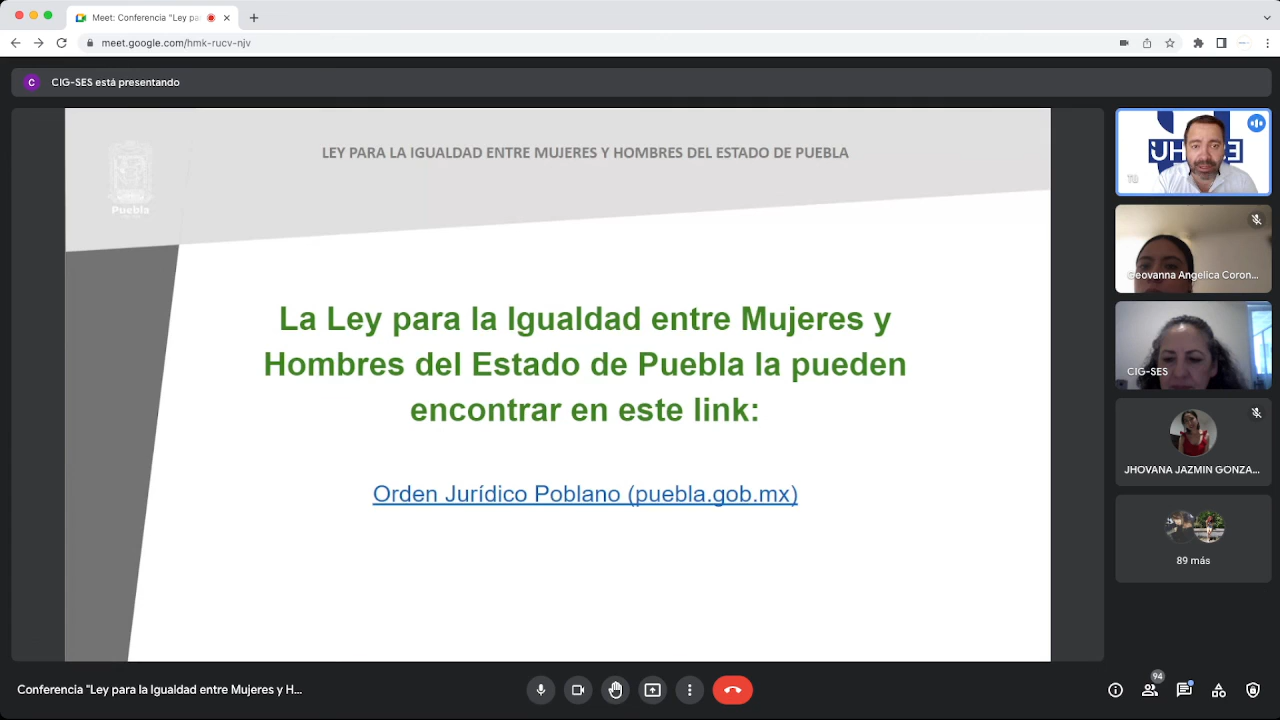 Meet: Conferencia "Ley pa
meet.google.com/hmk-rucv-njv
C
CIG-SES está presentando
Puebla
LEY PARA LA IGUALDAD ENTRE MUJERES Y HOMBRES DEL ESTADO DE PUEBLA
La Ley para la Igualdad entre Mujeres y
Hombres del Estado de Puebla la pueden
encontrar en este link:
Orden Jurídico Poblano (puebla.gob.mx)
TB
Geovanna Angelica Coron...
CIG-SES
JHOVANA JAZMIN GONZA...
89 más
Conferencia "Ley para la Igualdad entre Mujeres y H...
94